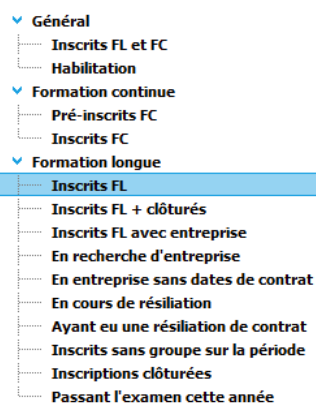 Général
Inscrits FL et FC
Habilitation
Formation continue
Pré-inscrits FC
Inscrits FC
Formation longue
Inscrits FL
Inscrits FL + clôturés
Inscrits FL avec entreprise
En recherche d'entreprise
En entreprise sans dates de contrat
En cours de résiliation
Ayant eu une résiliation de contrat
Inscrits sans groupe sur la période
Inscriptions clôturées
Passant l'examen cette année